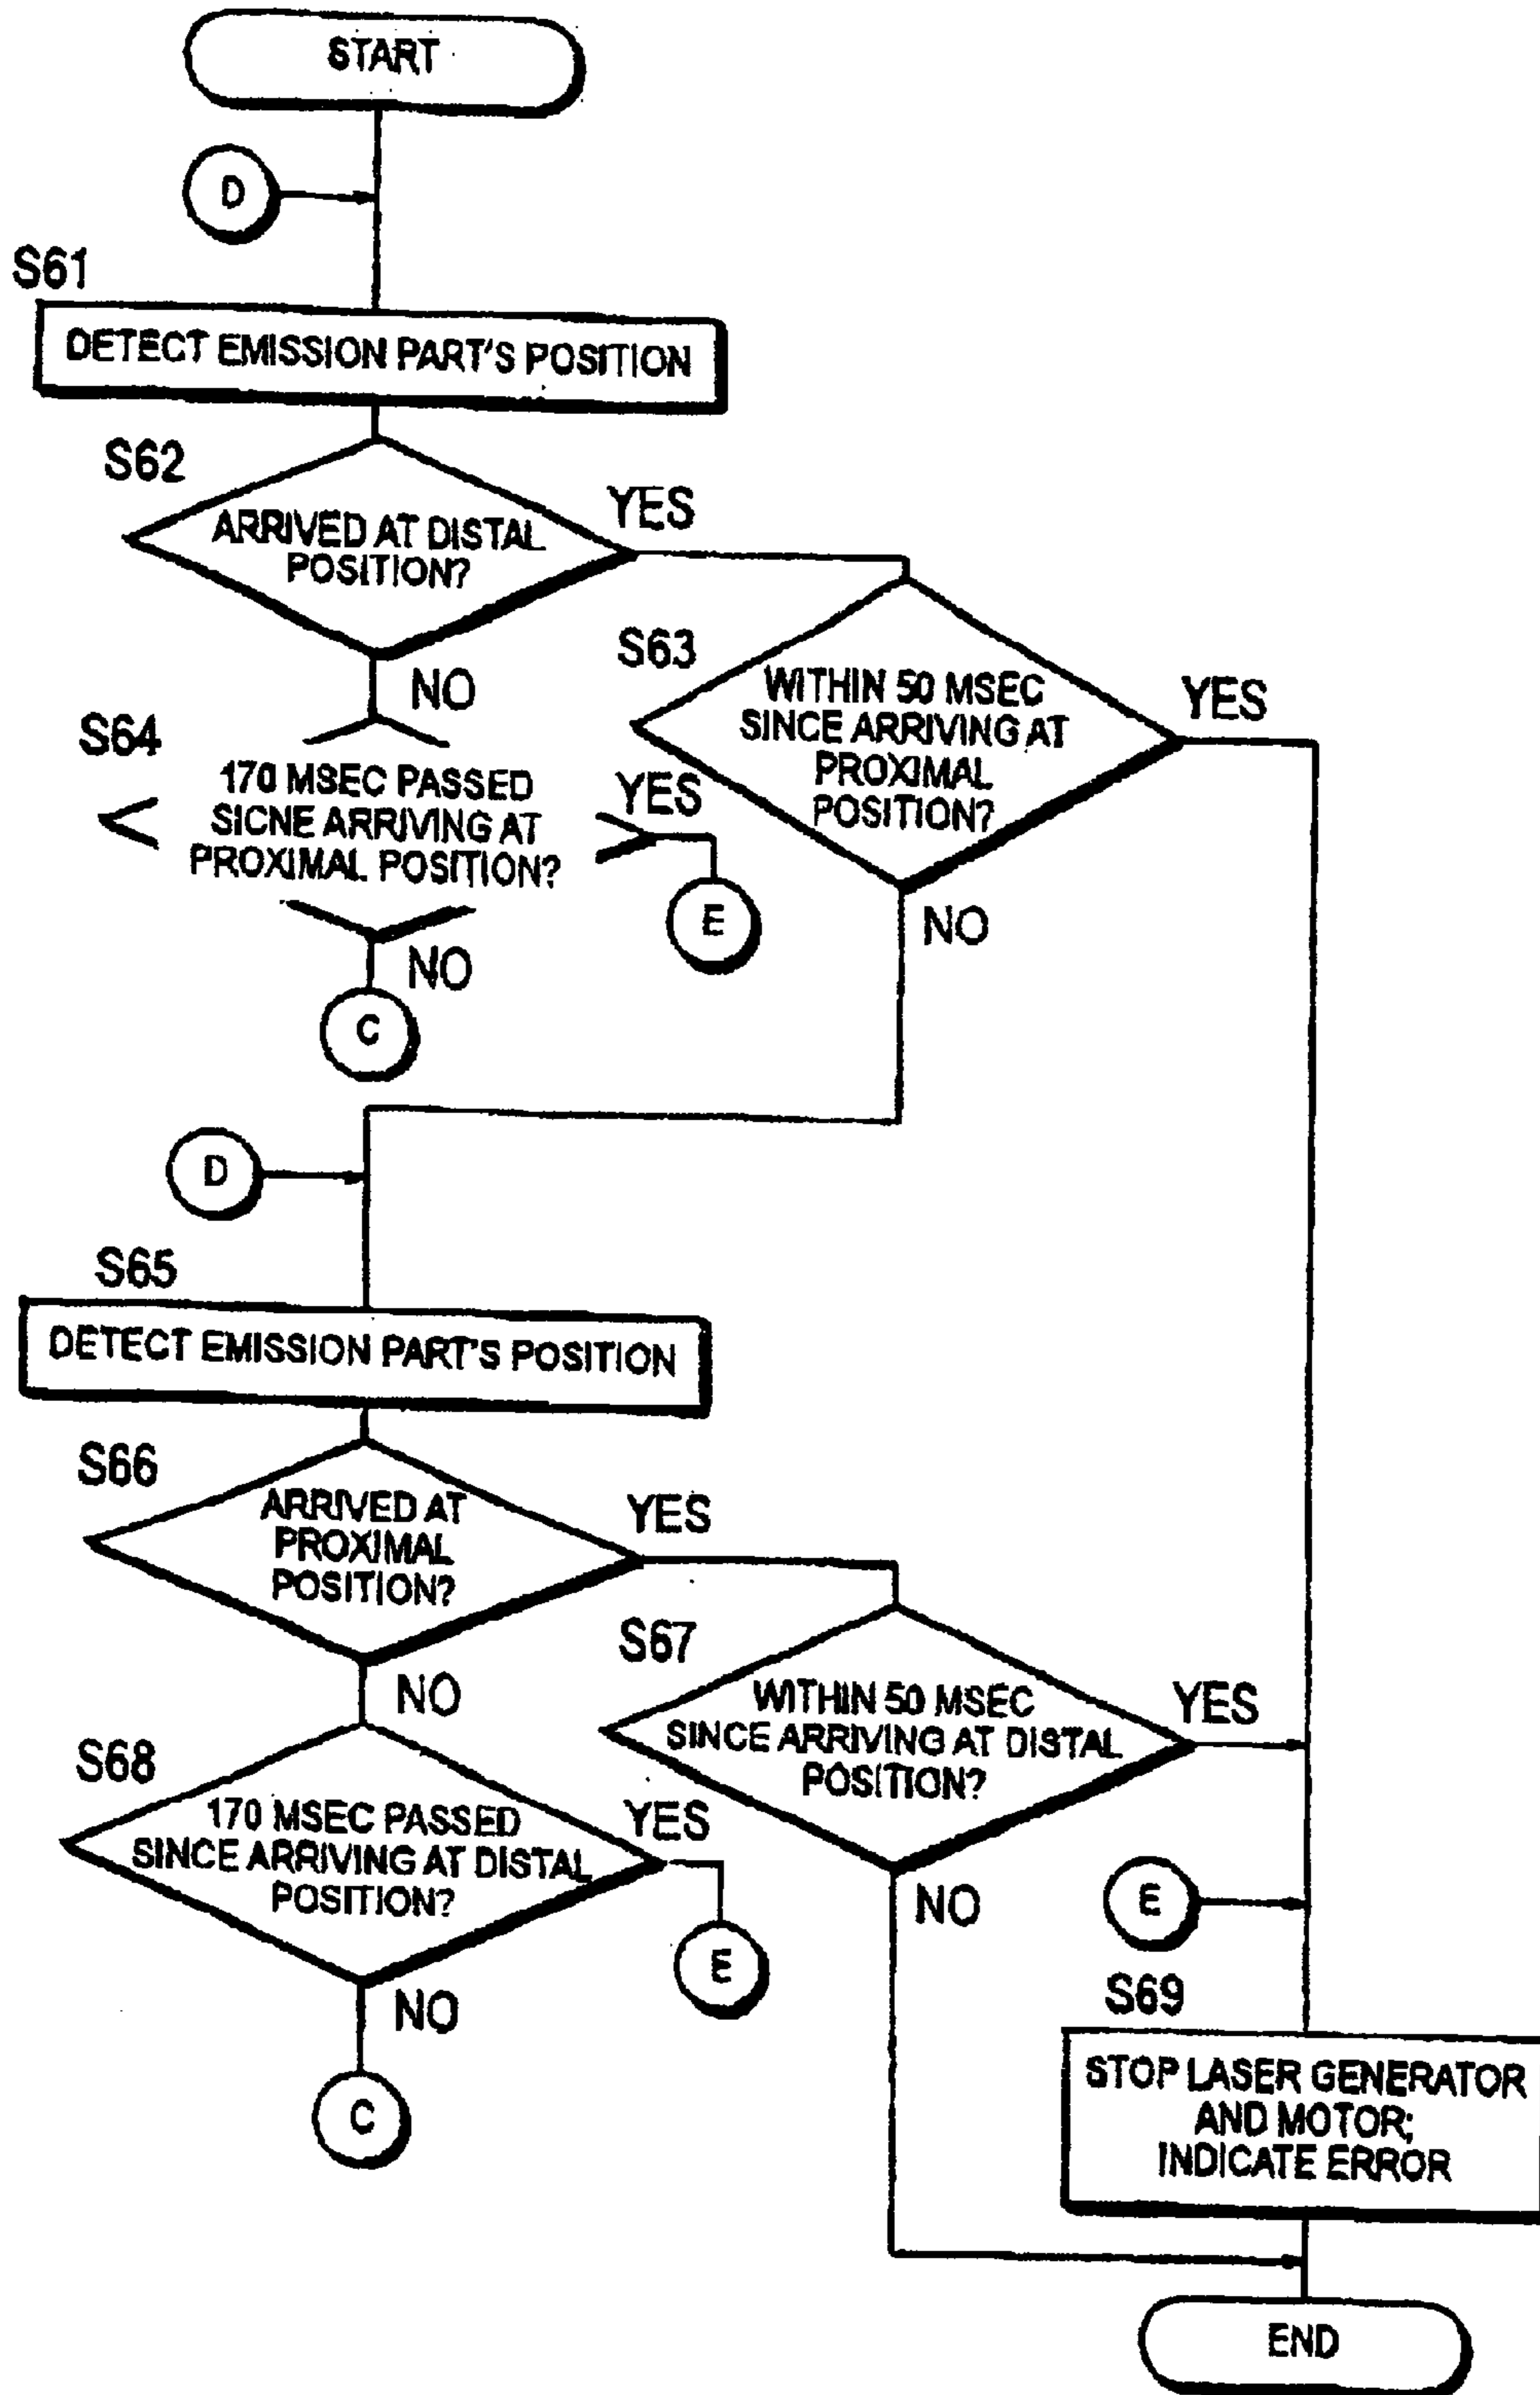 START
D
S61
DETECT EMISSION PART'S POSITION
S62
ARRIVED AT DISTAL
POSITION?
YES
NO
S63
WITHIN 50 MSEC
SINCE ARRIVING AT
PROXIMAL
POSITION?
YES
NO
S64
170 MSEC PASSED
SICNE ARRIVING AT
PROXIMAL POSITION?
YES
E
NO
C
D
S65
DETECT EMISSION PART'S POSITION
S66
ARRIVED AT
PROXIMAL
POSITION?
YES
NO
S67
WITHIN 50 MSEC
SINCE ARRIVING AT DISTAL
POSITION?
YES
NO
S68
170 MSEC PASSED
SINCE ARRIVING AT DISTAL
POSITION?
YES
E
NO
C
E
S69
STOP LASER GENERATOR
AND MOTOR;
INDICATE ERROR
END